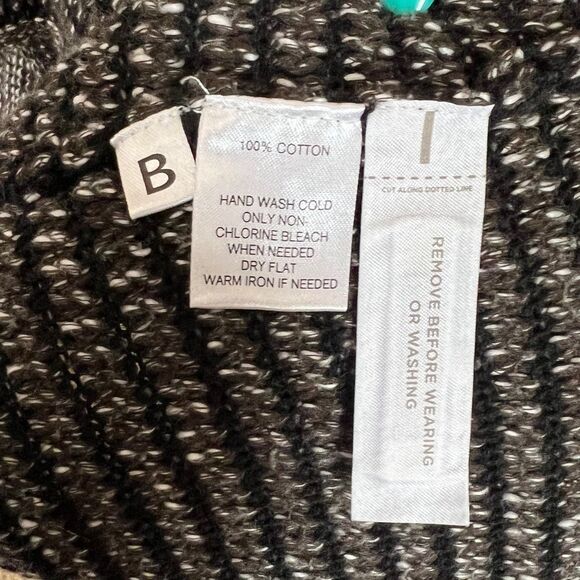 B
100% COTTON
HAND WASH COLD
ONLY NON-
CHLORINE BLEACH
WHEN NEEDED
DRY FLAT
WARM IRON IF NEEDED
CUT ALONG DOTTED LINE
REMOVE BEFORE WEARING
OR WASHING